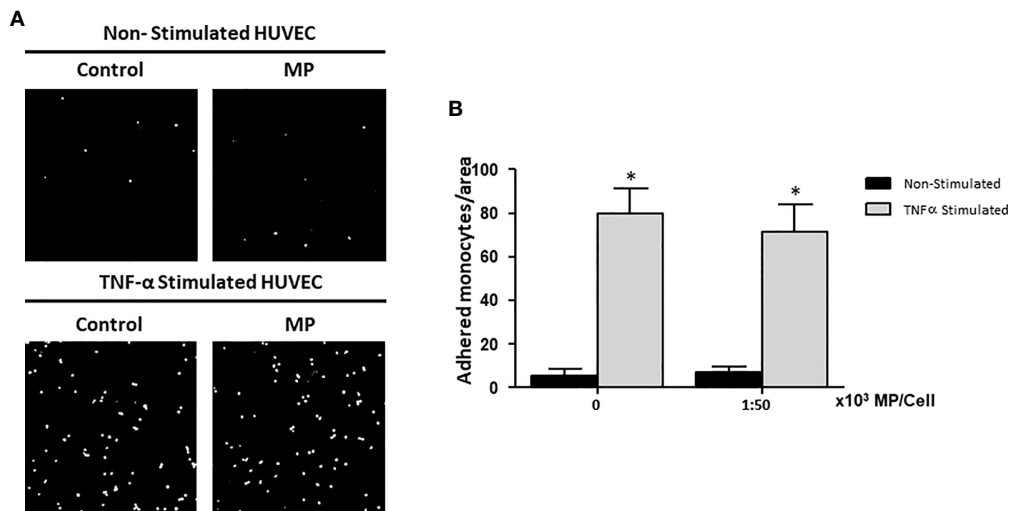 A
Non- Stimulated HUVEC
Control MP
TNF-α Stimulated HUVEC
Control MP
B
Adhered monocytes/area
100
80
60
40
20
0
* *
0 1:50
x10³ MP/Cell
Non-Stimulated
TNFα Stimulated